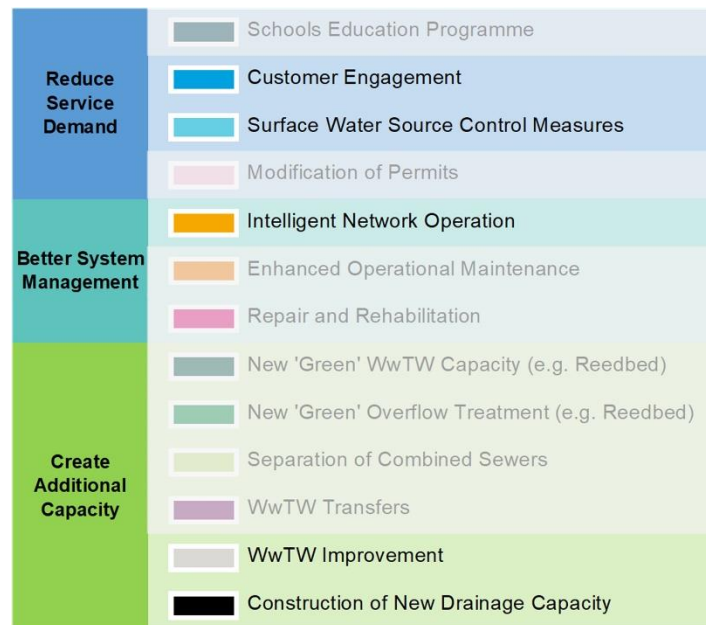 Reduce
Service
Demand
Schools Education Programme
Customer Engagement
Surface Water Source Control Measures
Modification of Permits
Better System
Management
Intelligent Network Operation
Enhanced Operational Maintenance
Repair and Rehabilitation
Create
Additional
Capacity
New 'Green' WwTW Capacity (e.g. Reedbed)
New 'Green' Overflow Treatment (e.g. Reedbed)
Separation of Combined Sewers
WwTW Transfers
WwTW Improvement
Construction of New Drainage Capacity